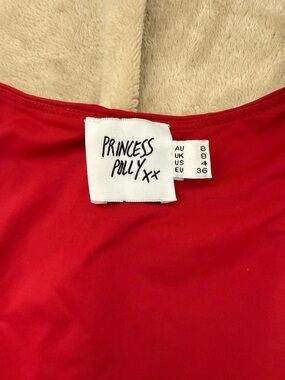 PRINCESS
POLLY xx
AU 8
UK 8
US 4
EU 36